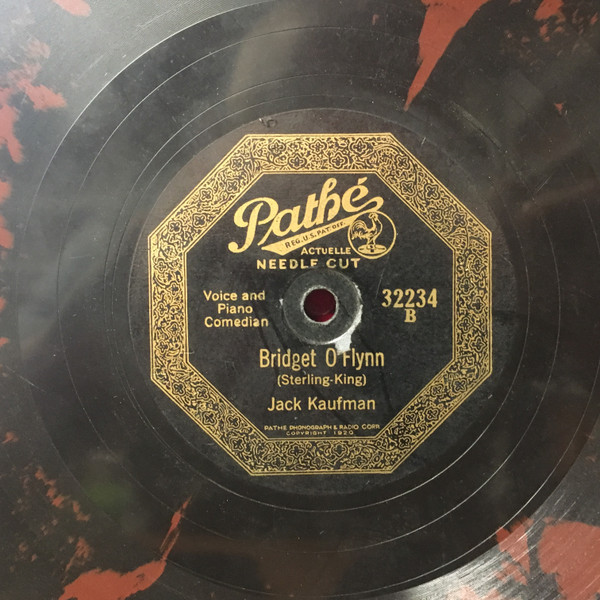 Pathé
REG. U.S. PAT. OFF.
ACTUELLE
NEEDLE CUT
Voice and
Piano
Comedian
32234
B
Bridget O'Flynn
(Sterling-King)
Jack Kaufman
PATHE PHONOGRAPH & RADIO CORP.
COPYRIGHT 1920